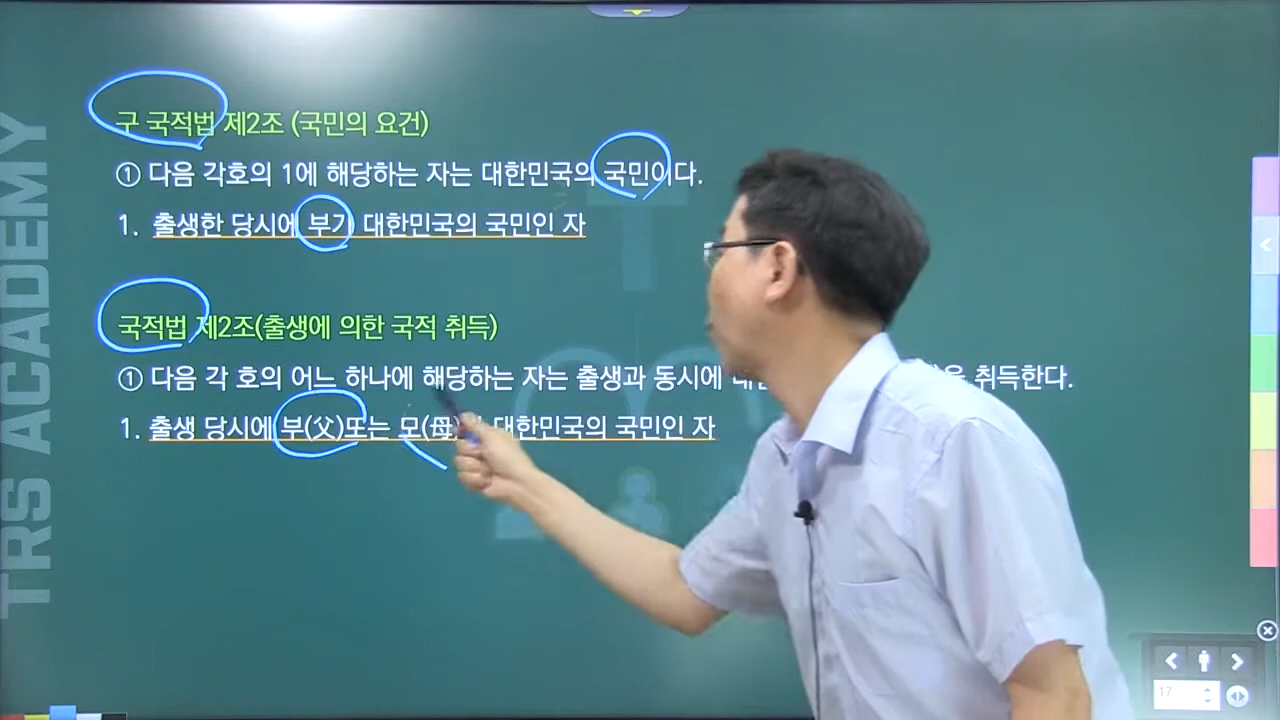 구 국적법 제2조 (국민의 요건)
① 다음 각호의 1에 해당하는 자는 대한민국의 국민이다.
1. 출생한 당시에 부가 대한민국의 국민인 자
국적법 제2조(출생에 의한 국적 취득)
① 다음 각 호의 어느 하나에 해당하는 자는 출생과 동시에 취득한다.
1. 출생 당시에 부(父)또는 모(母) 대한민국의 국민인 자
TRS ACADEMY
17